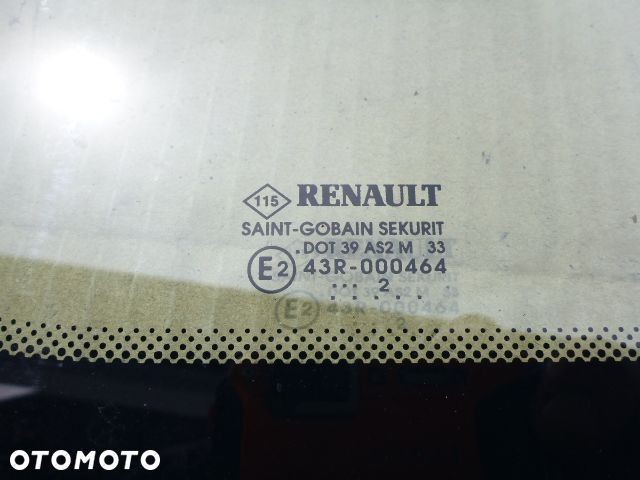 115 RENAULT
SAINT-GOBAIN SEKURIT
.DOT 39 AS2 M 33
E2 43R-000464
... 2 . . .
OTOMOTO